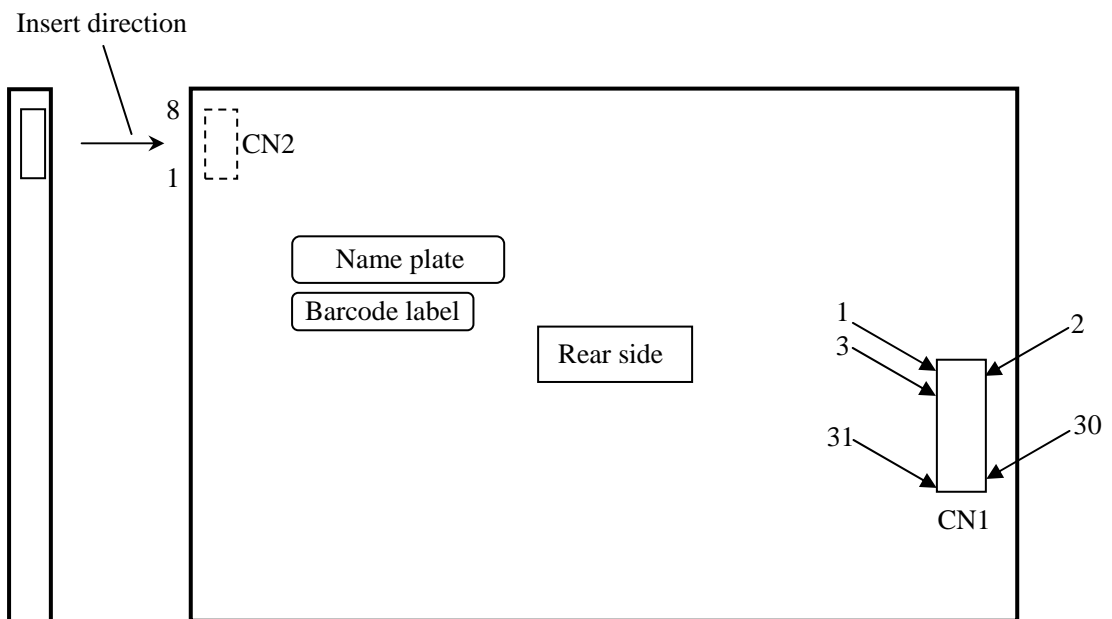 Insert direction
8
CN2
1
Name plate
Barcode label
Rear side
1
2
3
31
30
CN1